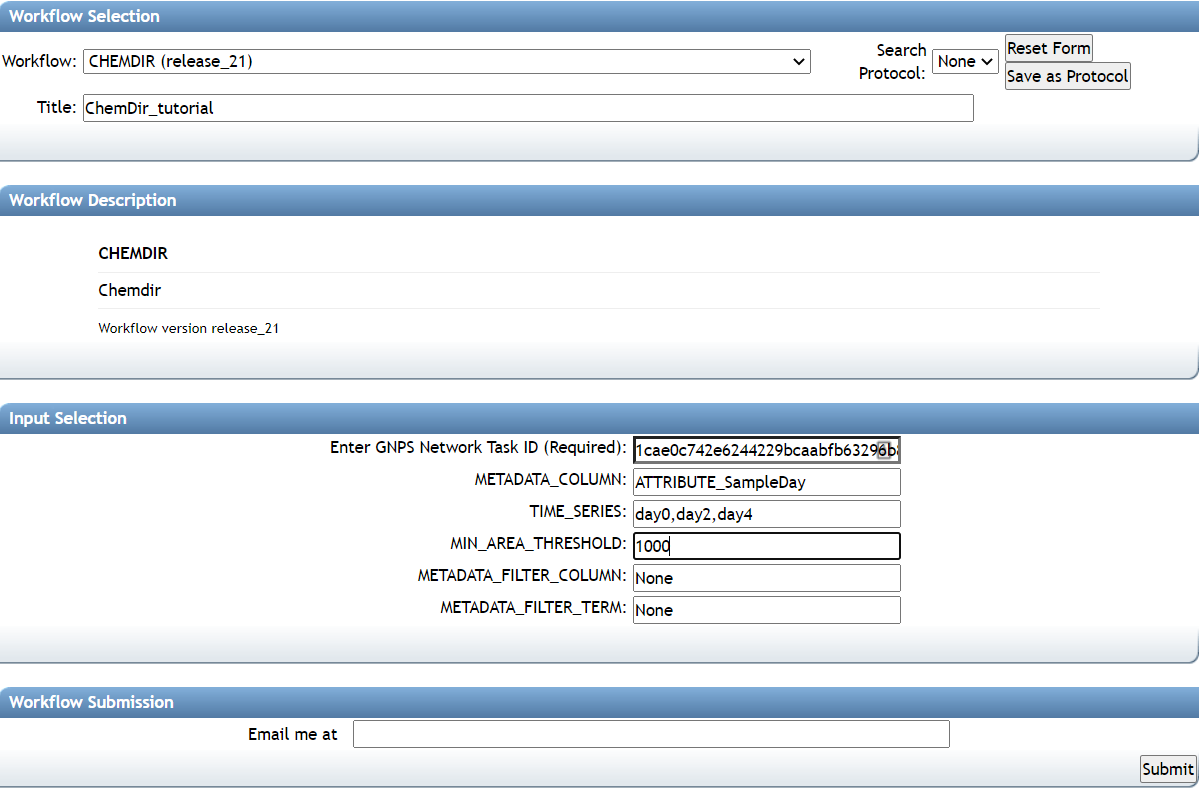 Workflow Selection
Workflow: CHEMDIR (release_21) Search Protocol: None Reset Form
Save as Protocol
Title: ChemDir_tutorial
Workflow Description
CHEMDIR
Chemdir
Workflow version release_21
Input Selection
Enter GNPS Network Task ID (Required): 1cae0c742e6244229bcaabfb63296b
METADATA_COLUMN: ATTRIBUTE_SampleDay
TIME_SERIES: day0,day2,day4
MIN_AREA_THRESHOLD: 1000
METADATA_FILTER_COLUMN: None
METADATA_FILTER_TERM: None
Workflow Submission
Email me at
Submit